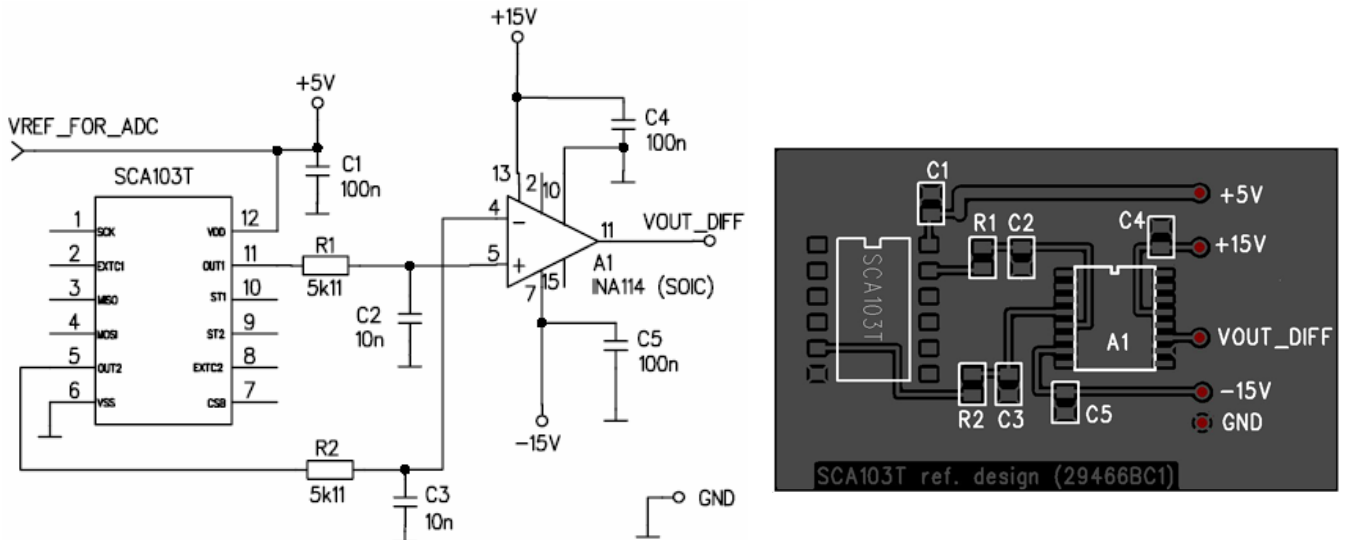 +15V
+5V
VREF_FOR_ADC
C4
100n
C1
100n
SCA103T
13
2
10
1
SCK
VDD
12
4
-
11
VOUT_DIFF
2
EXTC1
OUT1
11
R1
5k11
5
+
A1
INA114 (SOIC)
3
MISO
ST1
10
7
15
4
MOSI
ST2
9
C2
10n
C5
100n
5
OUT2
EXTC2
8
6
VSS
CSB
7
-15V
R2
5k11
C3
10n
GND
C1
+5V
R1
C2
C4
+15V
SCA103T
A1
VOUT_DIFF
-15V
R2
C3
C5
GND
SCA103T ref. design (29466BC1)